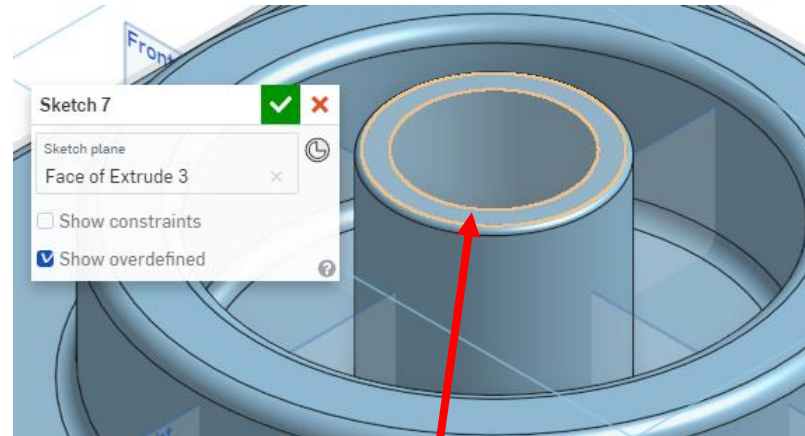 Front
Sketch 7
Sketch plane
Face of Extrude 3
Show constraints
Show overdefined